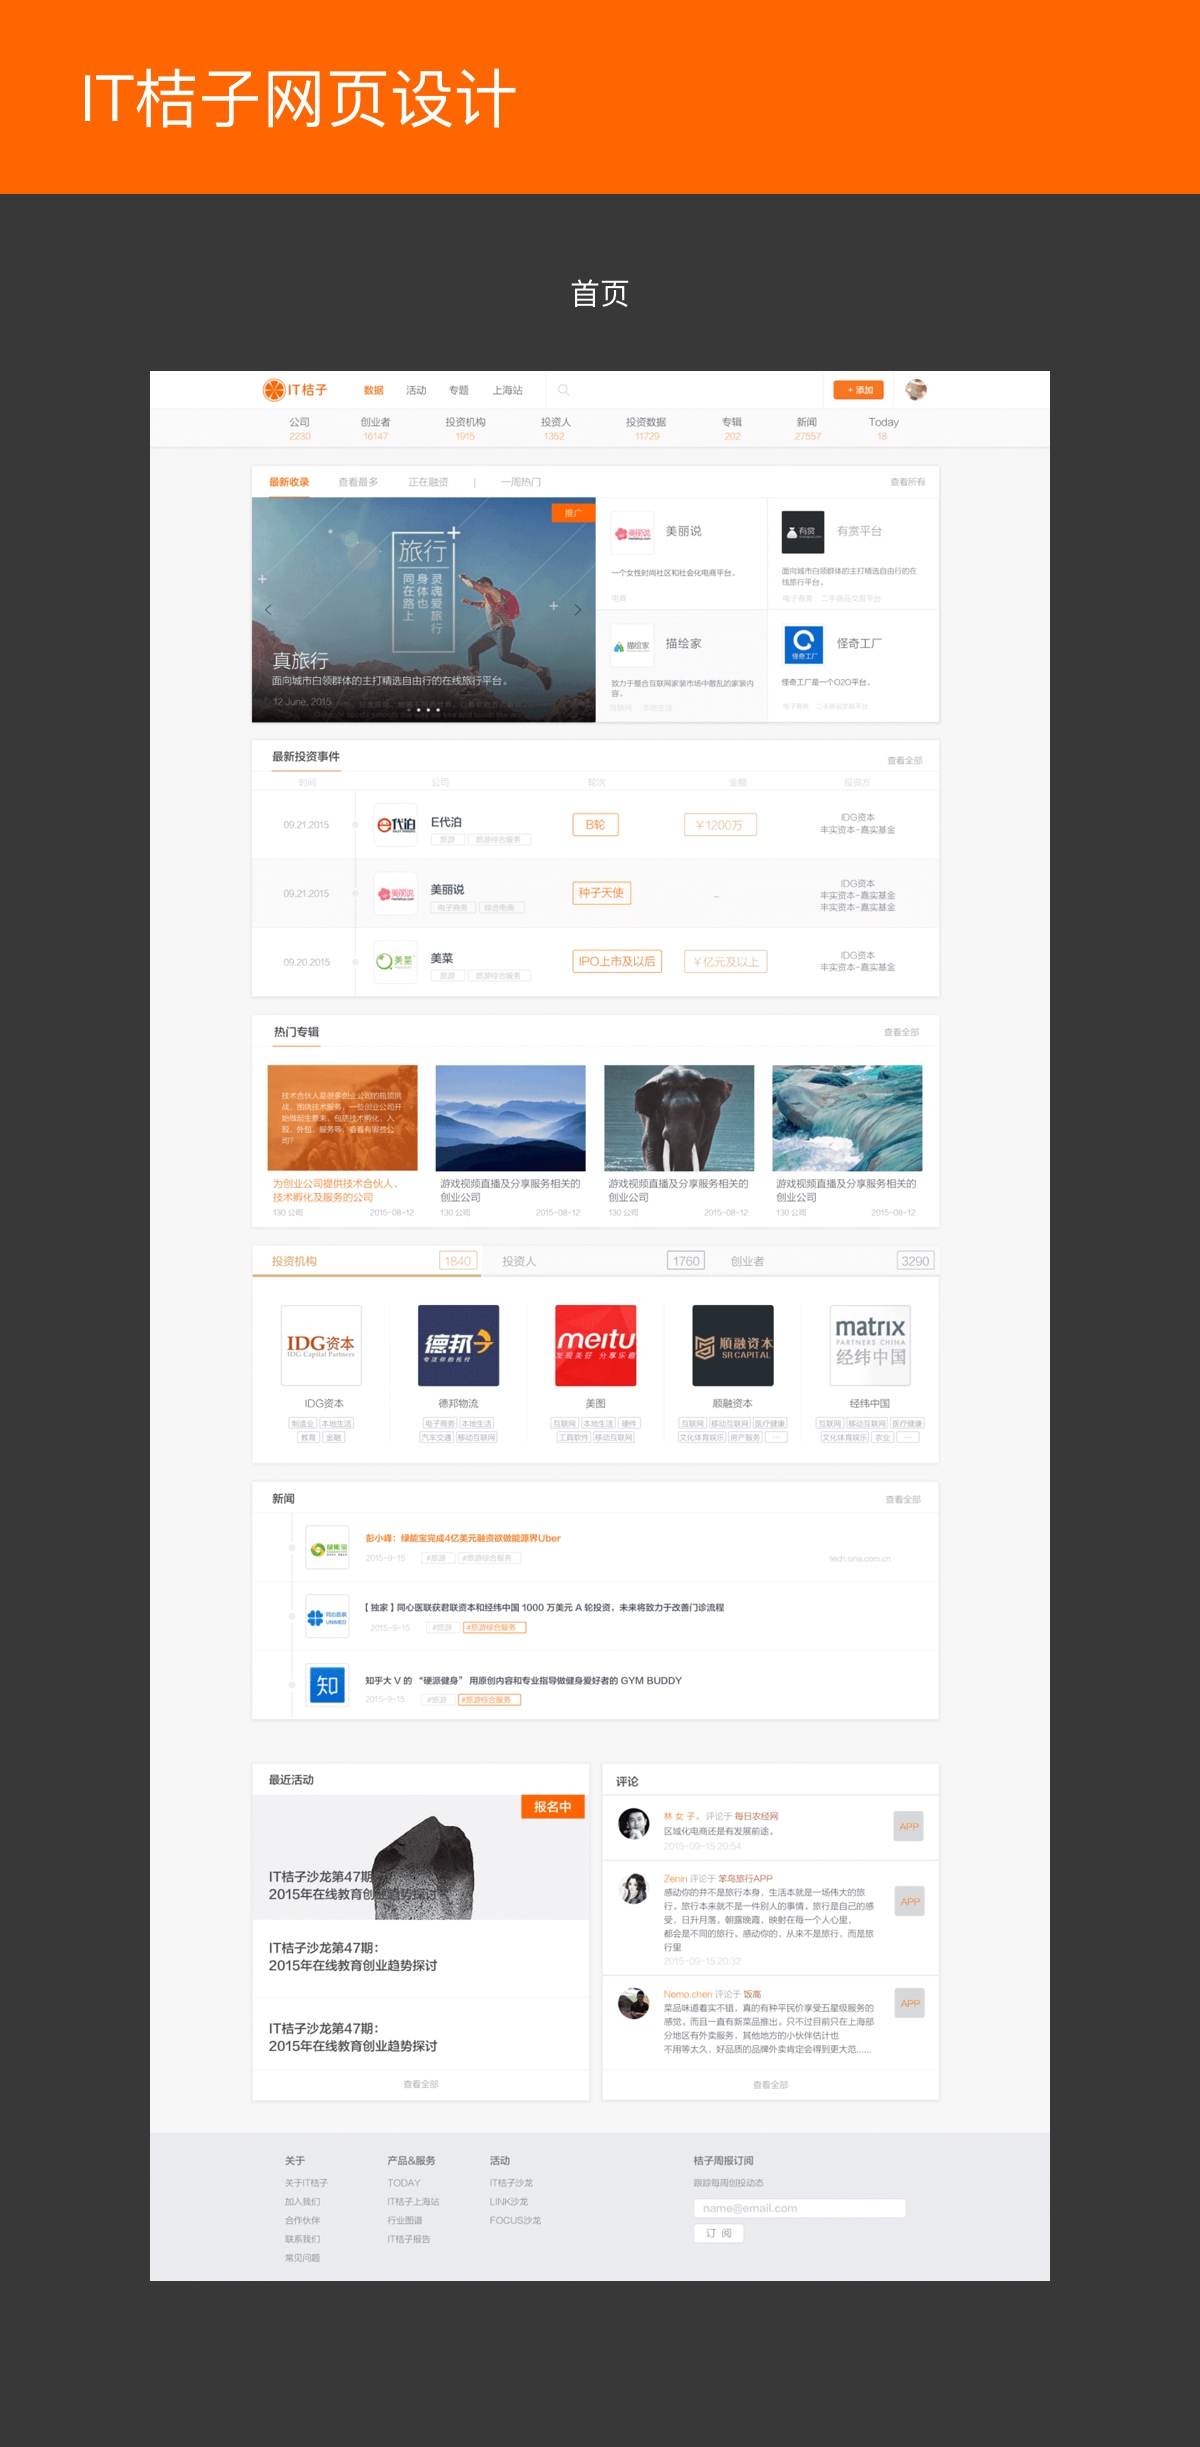 IT桔子网页设计
首页
IT桔子
数据 活动 专题 上海站
+ 添加
公司 创业者 投资机构 投资人 投资数据 专辑 新闻 Today
2230 16147 1915 1352 11729 202 27557 18
最新收录 查看最多 正在融资 | 一周热门 查看所有
推广
旅行
灵魂爱旅行
身体也
同在路上
真旅行
面向城市白领群体的主打精选自由行的在线旅行平台。
12 June, 2015
美丽说
一个女性时尚社区和社会化电商平台。
电商
有赏
有赏平台
面向城市白领群体的主打精选自由行的在
线旅行平台。
电子商务 二手商品交易平台
描绘家
描绘家
致力于整合互联网家装市场中散乱的家装内
容。
互联网 本地生活
怪奇工厂
怪奇工厂
怪奇工厂是一个O2O平台。
电子商务 二手商品交易平台
最新投资事件 查看全部
时间 公司 轮次 金额 投资方
09.21.2015
e代泊
E代泊
旅游 旅游综合服务
B轮
￥1200万
IDG资本
丰实资本-嘉实基金
09.21.2015
美丽说
美丽说
电子商务 综合电商
种子天使
--
IDG资本
丰实资本-嘉实基金
丰实资本-嘉实基金
09.20.2015
美菜
美菜
旅游 旅游综合服务
IPO上市及以后
￥亿元及以上
IDG资本
丰实资本-嘉实基金
热门专辑 查看全部
技术合伙人是很多创业公司的瓶颈挑
战，围绕技术服务，一些创业公司开
始做起生意来，包括技术孵化、入
股、外包、服务等，看看有哪些公
司？
为创业公司提供技术合伙人、
技术孵化及服务的公司
130 公司 2015-08-12
游戏视频直播及分享服务相关的
创业公司
130 公司 2015-08-12
游戏视频直播及分享服务相关的
创业公司
130 公司 2015-08-12
游戏视频直播及分享服务相关的
创业公司
130 公司 2015-08-12
投资机构 1840 投资人 1760 创业者 3290
IDG资本
IDG Capital Partners
IDG资本
制造业 本地生活
教育 金融
德邦
专注你的托付
德邦物流
电子商务 本地生活
汽车交通 移动互联网
meitu
发现美好 分享乐趣
美图
互联网 本地生活 硬件
工具软件 移动互联网
顺融资本
SR CAPITAL
顺融资本
互联网 移动互联网 医疗健康
文化体育娱乐 房产服务 ...
matrix
PARTNERS CHINA
经纬中国
经纬中国
互联网 移动互联网 医疗健康
文化体育娱乐 农业 ...
新闻 查看全部
绿能宝
彭小峰：绿能宝完成4亿美元融资欲做能源界Uber
2015-9-15 #旅游 #旅游综合服务
tech.sina.com.cn
同心医联
UNIMED
【 独家 】同心医联获君联资本和经纬中国 1000 万美元 A 轮投资，未来将致力于改善门诊流程
2015-9-15 #旅游 #旅游综合服务
知
知乎大 V 的 “硬派健身” 用原创内容和专业指导做健身爱好者的 GYM BUDDY
2015-9-15 #旅游 #旅游综合服务
最近活动
报名中
IT桔子沙龙第47期:
2015年在线教育创业趋势探讨
IT桔子沙龙第47期：
2015年在线教育创业趋势探讨
IT桔子沙龙第47期：
2015年在线教育创业趋势探讨
查看全部
评论
林 女 子。 评论于 每日农经网
区域化电商还是有发展前途。
2015-09-15 20:54
APP
Zenin 评论于 笨鸟旅行APP
感动你的并不是旅行本身，生活本就是一场伟大的旅
行。旅行本来就不是一件别人的事情。旅行是自己的感
受，日升月落，朝露晚霞，映射在每一个人心里，
都会是不同的旅行。感动你的，从来不是旅行，而是旅
行里
2015-09-15 20:32
APP
Nemo.chen 评论于 饭高
菜品味道着实不错，真的有种平民价享受五星级服务的
感觉。而且一直有新菜品推出。只不过目前只在上海部
分地区有外卖服务，其他地方的小伙伴估计也
不用等太久，好品质的品牌外卖肯定会得到更大范......
APP
查看全部
关于
关于IT桔子
加入我们
合作伙伴
联系我们
常见问题
产品&服务
TODAY
IT桔子上海站
行业图谱
IT桔子报告
活动
IT桔子沙龙
LINK沙龙
FOCUS沙龙
桔子周报订阅
跟踪每周创投动态
name@email.com
订 阅